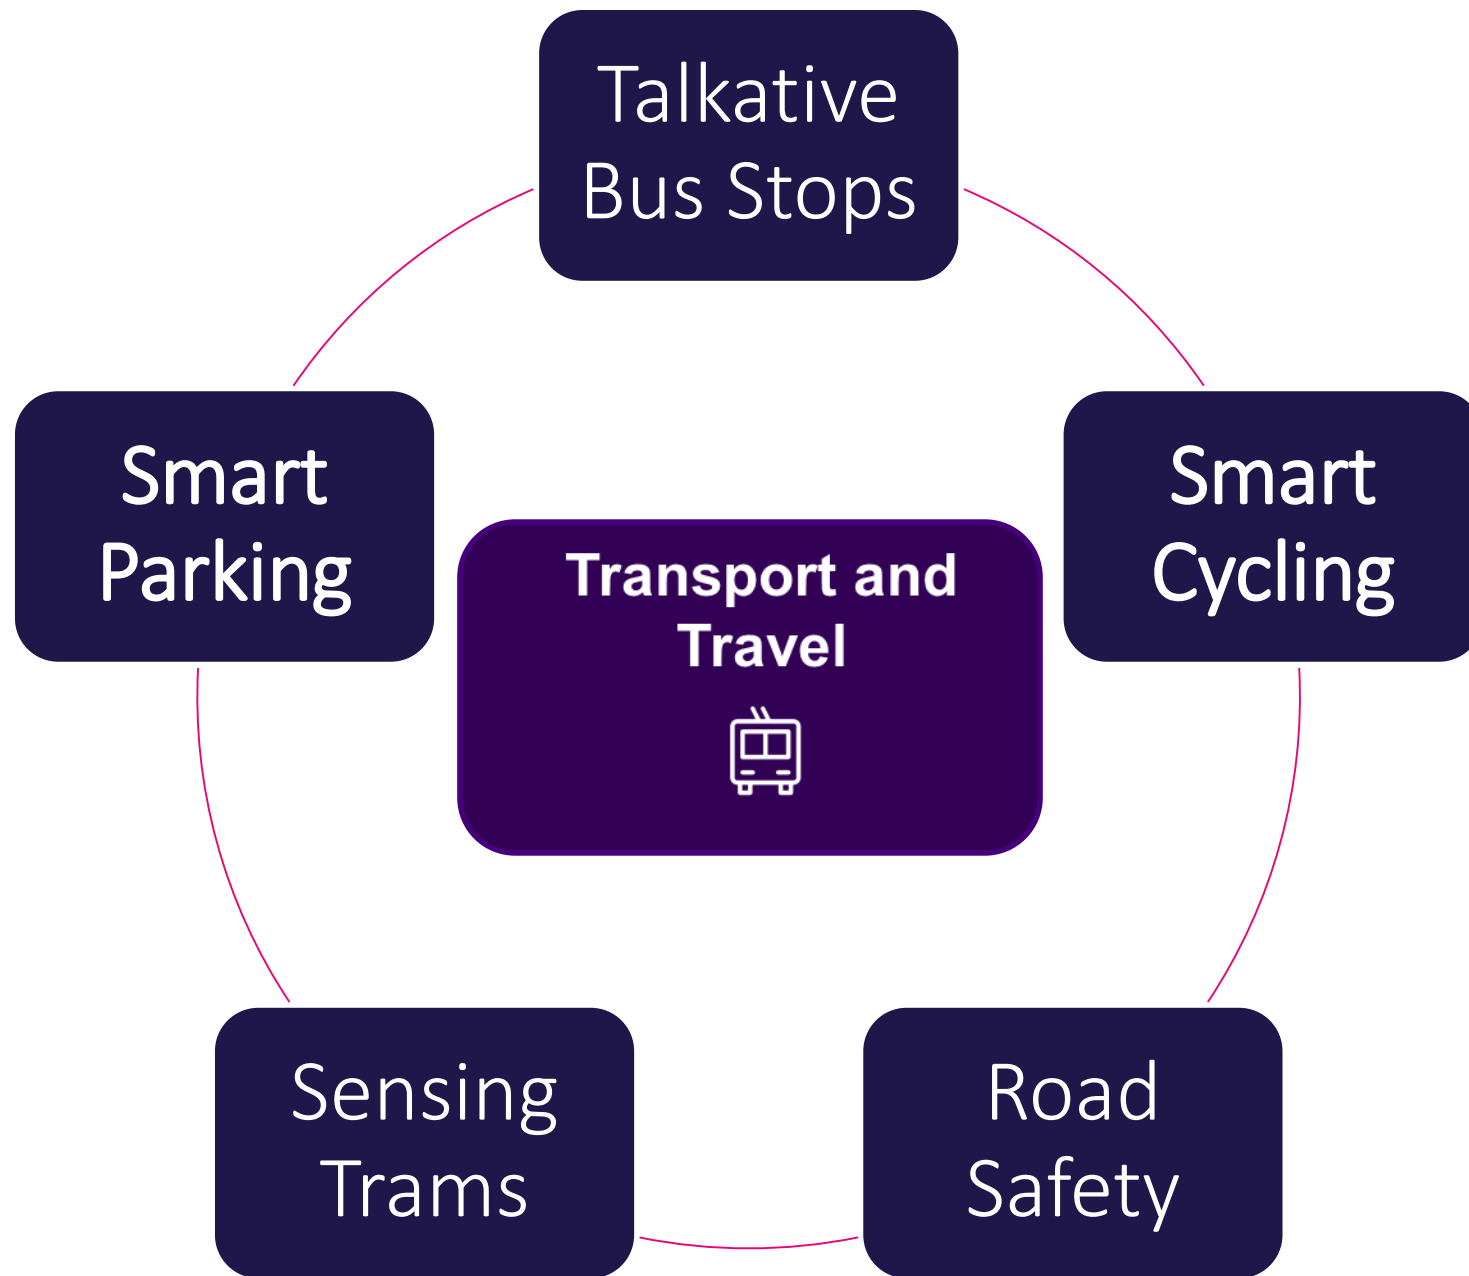 Talkative
Bus Stops
Smart
Parking
Smart
Cycling
Transport and
Travel
Sensing
Trams
Road
Safety